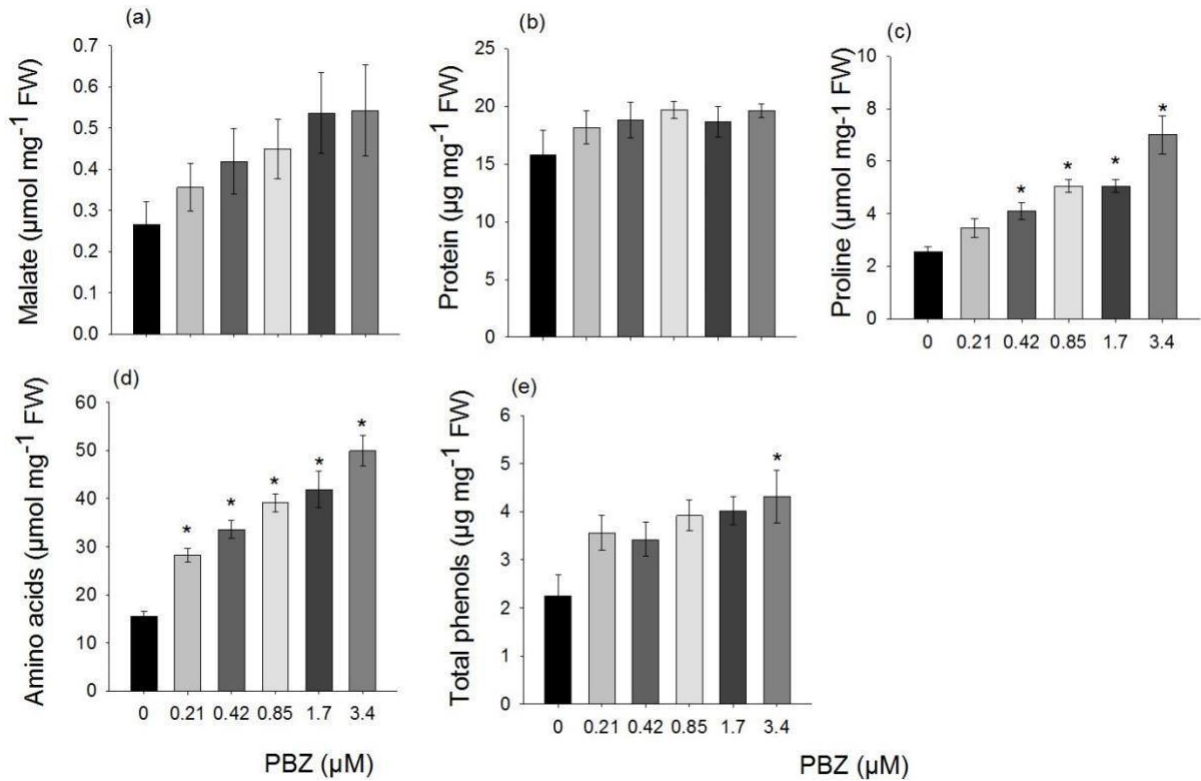 (a)
Malate (µmol mg⁻¹ FW)
0.7
0.6
0.5
0.4
0.3
0.2
0.1
0.0
(b)
Protein (µg mg⁻¹ FW)
25
20
15
10
5
0
(c)
Proline (µmol mg-1 FW)
10
8
6
4
2
0
* * * *
0 0.21 0.42 0.85 1.7 3.4
(d)
Amino acids (µmol mg⁻¹ FW)
60
50
40
30
20
10
0
* * * * *
0 0.21 0.42 0.85 1.7 3.4
PBZ (µM)
(e)
Total phenols (µg mg⁻¹ FW)
6
5
4
3
2
1
0
*
0 0.21 0.42 0.85 1.7 3.4
PBZ (µM)